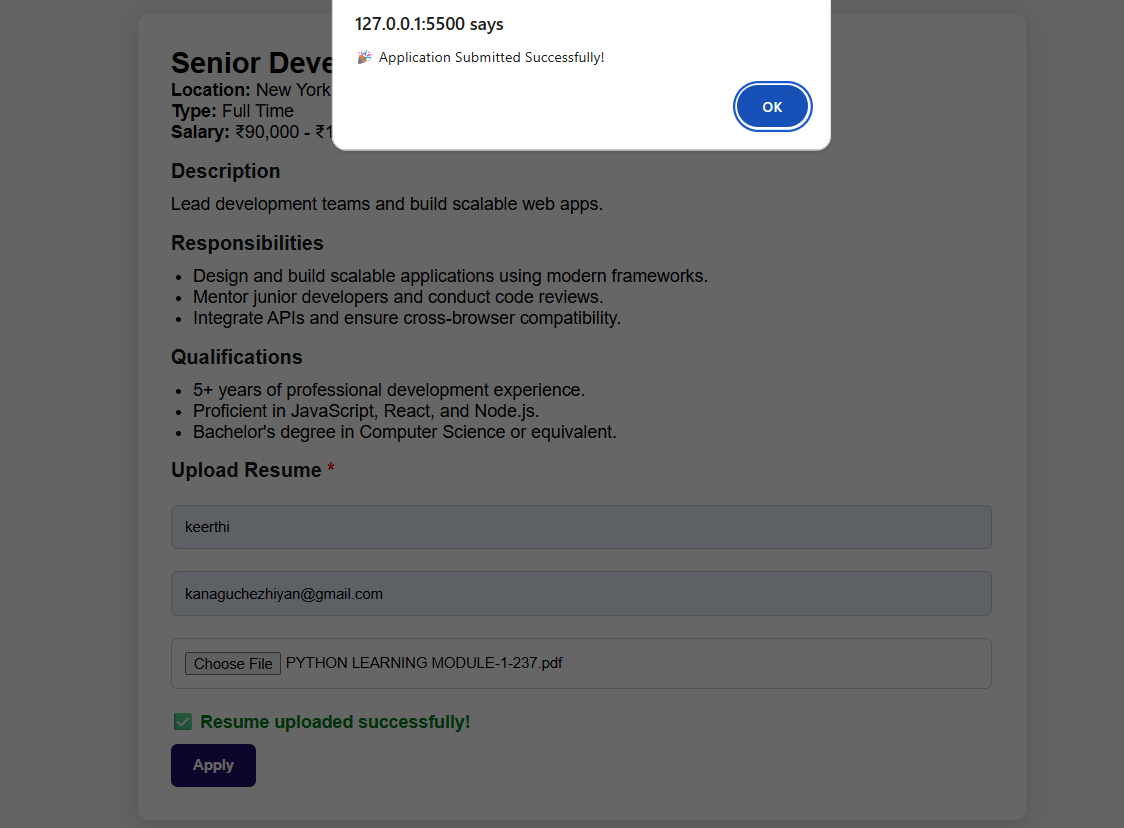 127.0.0.1:5500 says
🎉 Application Submitted Successfully!
OK
Senior Deve
Location: New York
Type: Full Time
Salary: ₹90,000 - ₹1
Description
Lead development teams and build scalable web apps.
Responsibilities
• Design and build scalable applications using modern frameworks.
• Mentor junior developers and conduct code reviews.
• Integrate APIs and ensure cross-browser compatibility.
Qualifications
• 5+ years of professional development experience.
• Proficient in JavaScript, React, and Node.js.
• Bachelor's degree in Computer Science or equivalent.
Upload Resume *
keerthi
kanaguchezhiyan@gmail.com
Choose File PYTHON LEARNING MODULE-1-237.pdf
✅ Resume uploaded successfully!
Apply